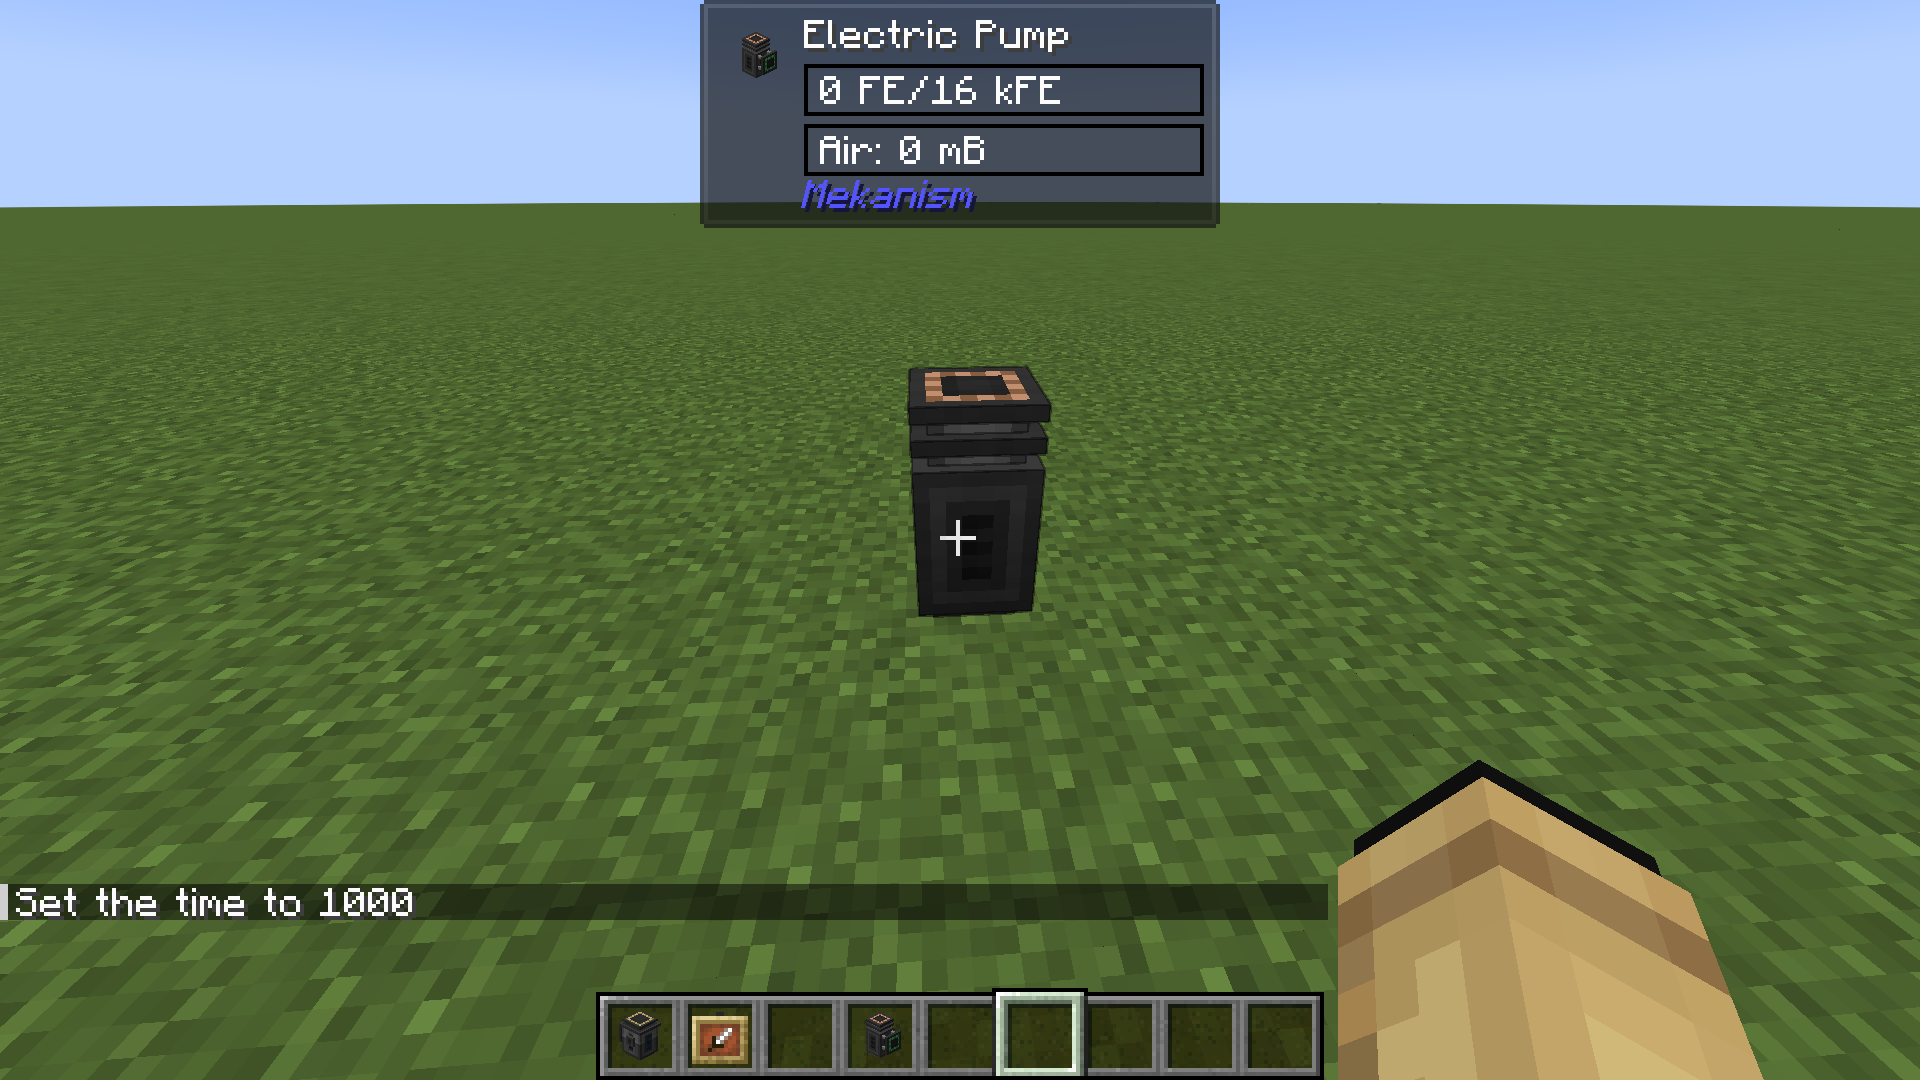 Electric Pump
0 FE/16 kFE
Air: 0 mB
Mekanism
Set the time to 1000